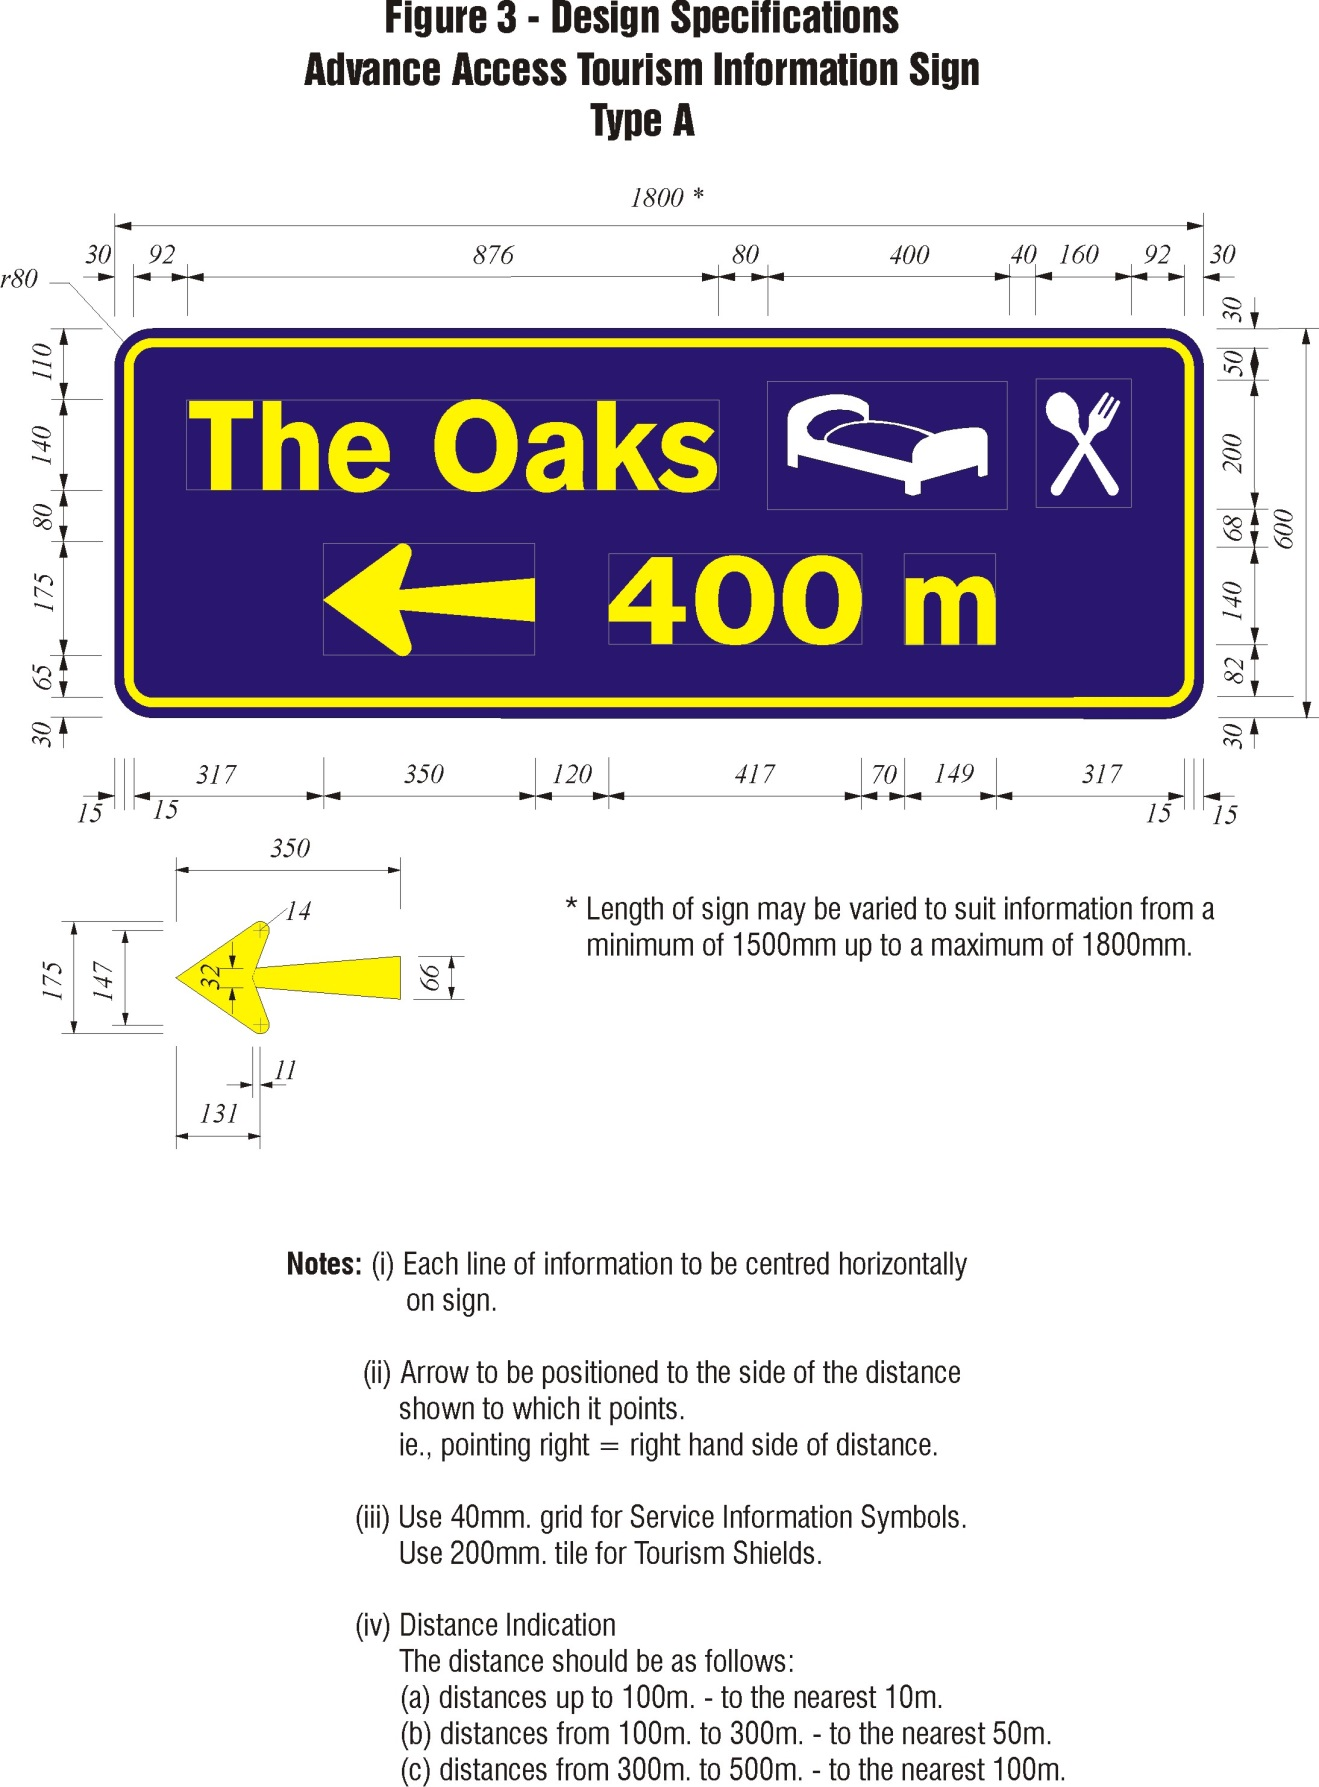 Figure 3 - Design Specifications
Advance Access Tourism Information Sign
Type A
1800 *
30 92 876 80 400 40 160 92 30
r80
30
110
50
The Oaks
140
200
80
68
600
400 m
175
140
65
82
30
30
317 350 120 417 70 149 317
15 15 15 15
350
14
175
147
32
66
11
131
* Length of sign may be varied to suit information from a
minimum of 1500mm up to a maximum of 1800mm.
Notes: (i) Each line of information to be centred horizontally
on sign.
(ii) Arrow to be positioned to the side of the distance
shown to which it points.
ie., pointing right = right hand side of distance.
(iii) Use 40mm. grid for Service Information Symbols.
Use 200mm. tile for Tourism Shields.
(iv) Distance Indication
The distance should be as follows:
(a) distances up to 100m. - to the nearest 10m.
(b) distances from 100m. to 300m. - to the nearest 50m.
(c) distances from 300m. to 500m. - to the nearest 100m.